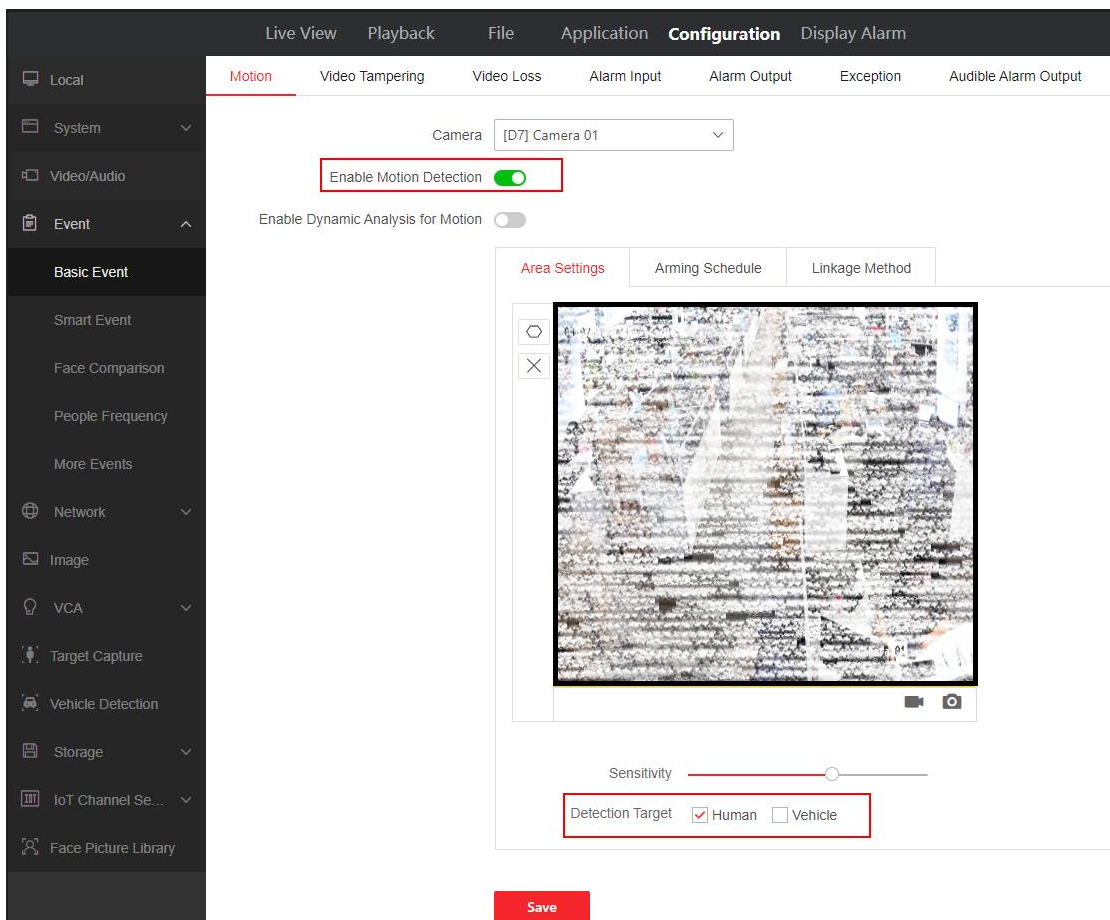 Live View Playback File Application Configuration Display Alarm
Local
System
Video/Audio
Event
Basic Event
Smart Event
Face Comparison
People Frequency
More Events
Network
Image
VCA
Target Capture
Vehicle Detection
Storage
IOT IoT Channel Se...
Face Picture Library
Motion Video Tampering Video Loss Alarm Input Alarm Output Exception Audible Alarm Output
Camera [D7] Camera 01
Enable Motion Detection
Enable Dynamic Analysis for Motion
Area Settings Arming Schedule Linkage Method
Sensitivity
Detection Target Human Vehicle
Save